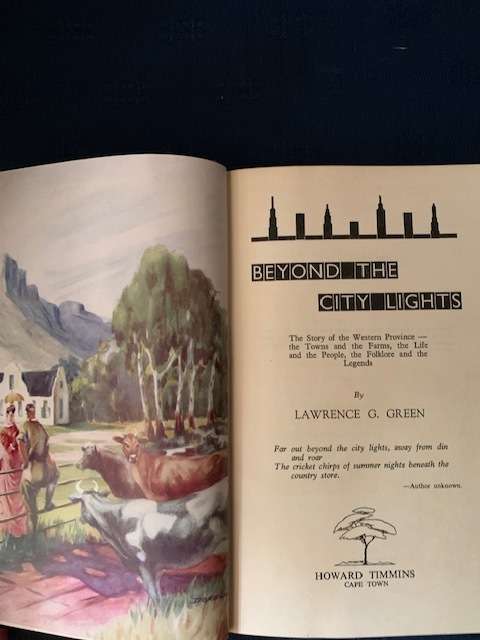 BEYOND THE
CITY LIGHTS
The Story of the Western Province —
the Towns and the Farms, the Life
and the People, the Folklore and the
Legends
By
LAWRENCE G. GREEN
Far out beyond the city lights, away from din
and roar
The cricket chirps of summer nights beneath the
country store.
—Author unknown.
HOWARD TIMMINS
CAPE TOWN